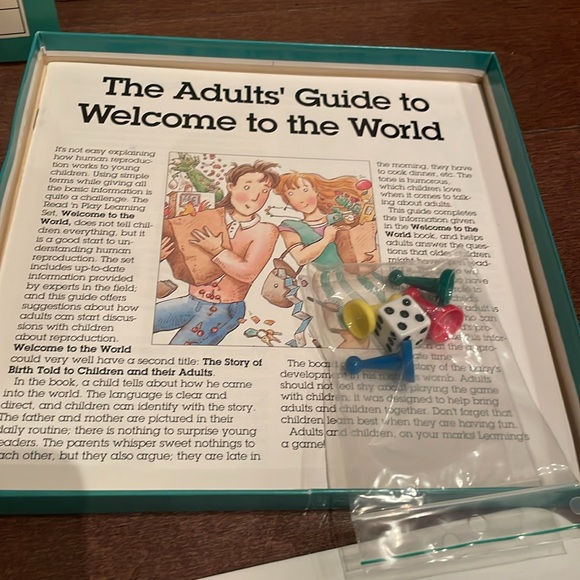 The Adults' Guide to
Welcome to the World
It's not easy explaining
how human reproduc-
tion works to young
children. Using simple
terms while giving all
the basic information is
quite a challenge. The
Read 'n Play Learning
Set, Welcome to the
World, does not tell chil-
dren everything, but it
is a good start to un-
derstanding human
reproduction. The set
includes up-to-date
information provided
by experts in the field;
and this guide offers
suggestions about how
adults can start discus-
sions with children
about reproduction.
Welcome to the World
could very well have a second title: The Story of
Birth Told to Children and their Adults.
In the book, a child tells about how he came
into the world. The language is clear and
direct, and children can identify with the story.
The father and mother are pictured in their
daily routine; there is nothing to surprise young
eaders. The parents whisper sweet nothings to
ach other, but they also argue; they are late in
the morning, they have
to cook dinner, etc. The
tone is humorous,
which children love
when it comes to talk-
ing about adults.
This guide completes
the information given
in the Welcome to the
World book, and helps
adults answer the ques-
tions that older children
might
time.
The story of the baby's
in his womb. Adults
should not feel shy about playing the game
with children. It was designed to bring
adults and children together. Don't forget that
children learn best when they are having fun.
Adults and children, on your marks! Learning's
a game!